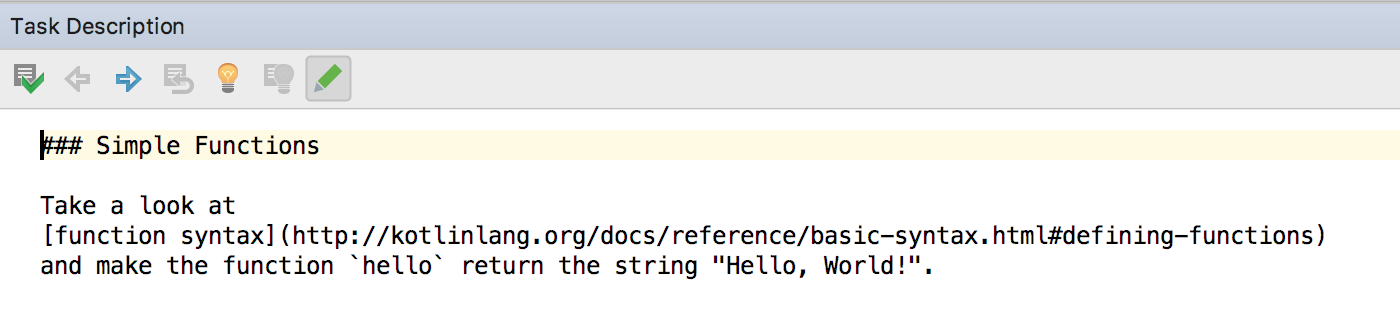 Task Description
### Simple Functions
Take a look at
[function syntax](http://kotlinlang.org/docs/reference/basic-syntax.html#defining-functions)
and make the function `hello` return the string "Hello, World!".